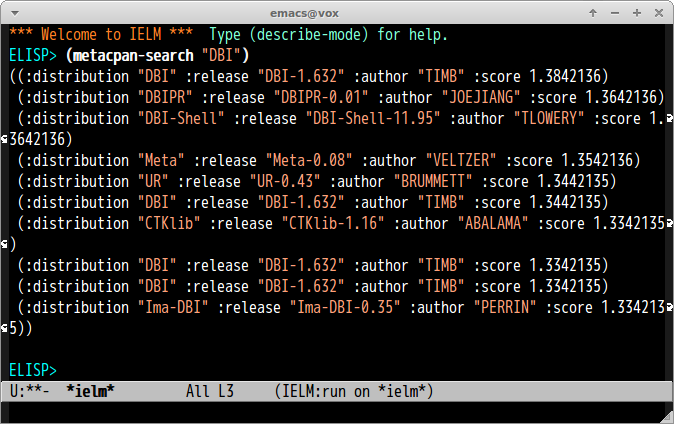 emacs@vox
*** Welcome to IELM ***  Type (describe-mode) for help.
ELISP> (metacpan-search "DBI")
((:distribution "DBI" :release "DBI-1.632" :author "TIMB" :score 1.3842136)
 (:distribution "DBIPR" :release "DBIPR-0.01" :author "JOEJIANG" :score 1.3642136)
 (:distribution "DBI-Shell" :release "DBI-Shell-11.95" :author "TLOWERY" :score 1.
3642136)
 (:distribution "Meta" :release "Meta-0.08" :author "VELTZER" :score 1.3542136)
 (:distribution "UR" :release "UR-0.43" :author "BRUMMETT" :score 1.3442135)
 (:distribution "DBI" :release "DBI-1.632" :author "TIMB" :score 1.3442135)
 (:distribution "CTKlib" :release "CTKlib-1.16" :author "ABALAMA" :score 1.3342135
)
 (:distribution "DBI" :release "DBI-1.632" :author "TIMB" :score 1.3342135)
 (:distribution "DBI" :release "DBI-1.632" :author "TIMB" :score 1.3342135)
 (:distribution "Ima-DBI" :release "Ima-DBI-0.35" :author "PERRIN" :score 1.334213
5))
ELISP>
U:**-  *ielm*          All L3     (IELM:run on *ielm*)